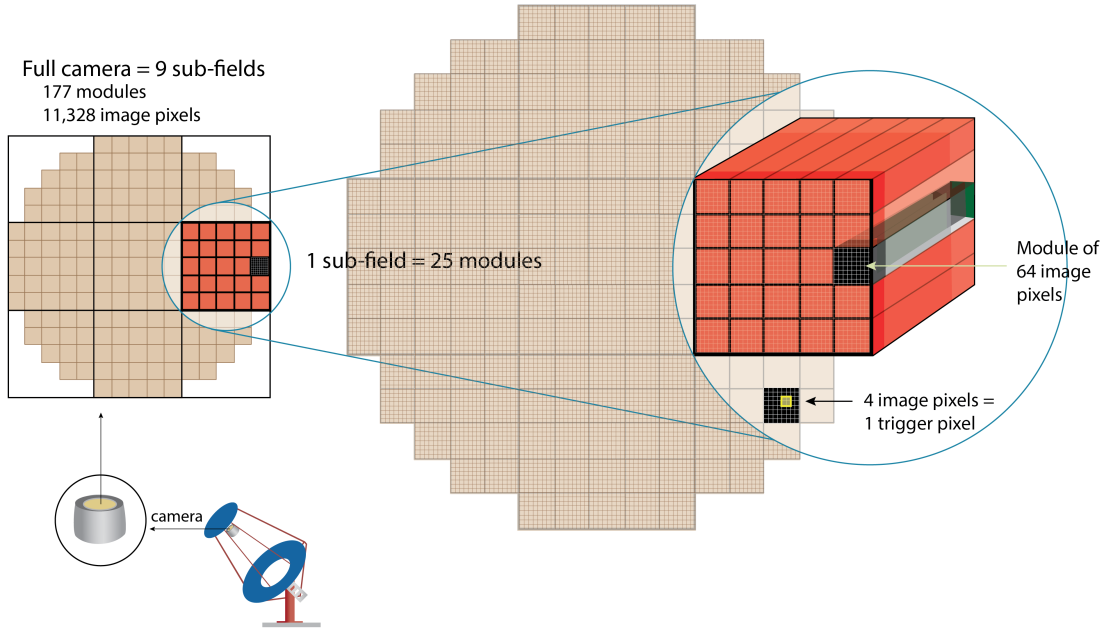 Full camera = 9 sub-fields
177 modules
11,328 image pixels
1 sub-field = 25 modules
Module of
64 image
pixels
4 image pixels =
1 trigger pixel
camera